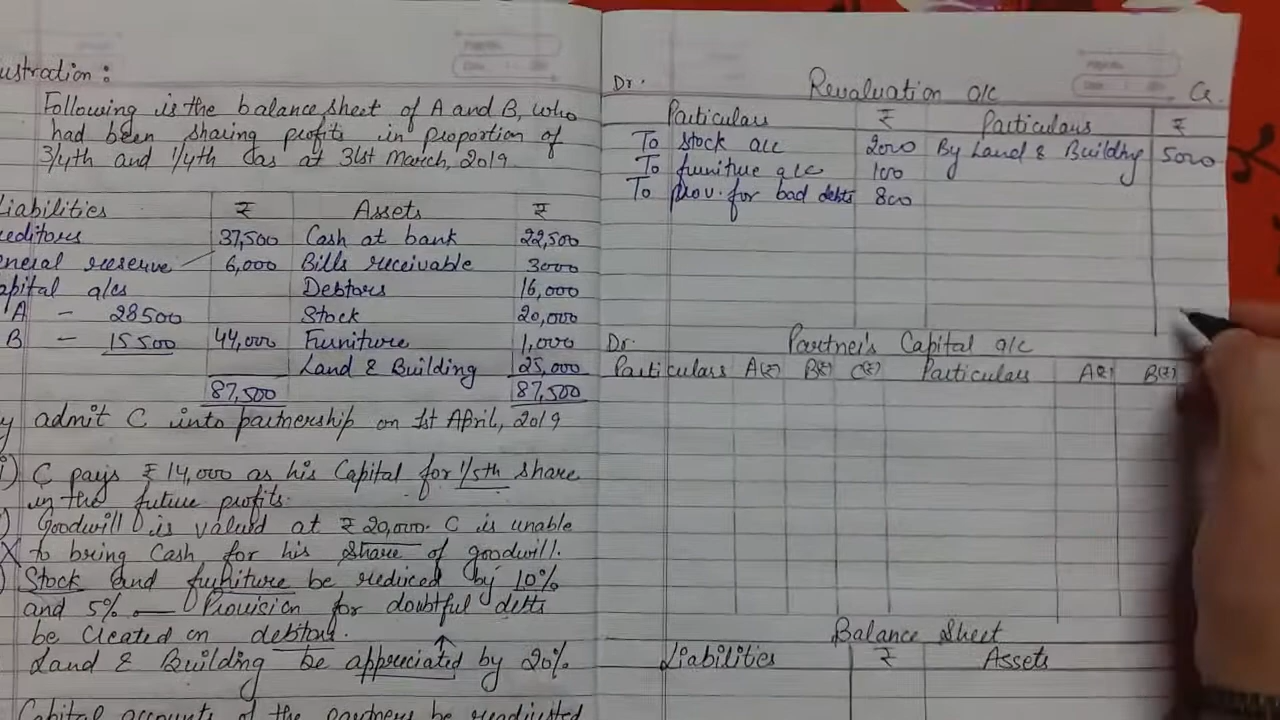 ustration :
Following is the balance sheet of A and B, who
had been sharing profits in proportion of
3/4th and 1/4th as at 31st March, 2019
Liabilities ₹ Assets ₹
editors 37,500 Cash at bank 22,500
eneral reserve 6,000 Bills receivable 3000
apital a/cs Debtors 16,000
A - 28500 Stock 20,000
B - 15500 44,000 Furniture 1,000
Land & Building 25,000
87,500 87,500
y admit C into partnership on 1st April, 2019
i) C pays ₹ 14,000 as his Capital for 1/5th share
in the future profits.
) Goodwill is valued at ₹ 20,000. C is unable
to bring Cash for his share of goodwill.
) Stock and furniture be reduced by 10%
and 5% — Provision for doubtful debts
be created on debtors.
Land & Building be appreciated by 20%
Capital accounts of the partners be readjusted
Dr. Revaluation a/c Cr.
Particulars ₹ Particulars ₹
To stock a/c 2000 By Land & Building 5000
To furniture a/c 100
To prov. for bad debts 800
Dr. Partner's Capital a/c
Particulars A(₹) B(₹) C(₹) Particulars A(₹) B(₹)
Balance Sheet
Liabilities ₹ Assets